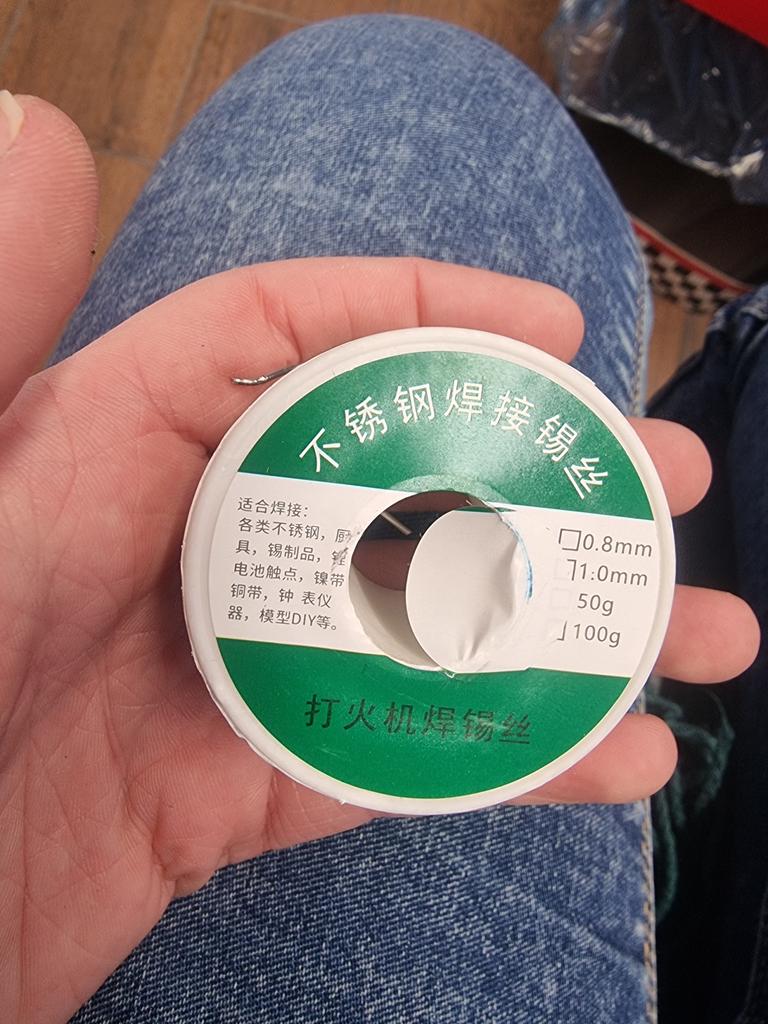 不锈钢焊接锡丝
适合焊接：
各类不锈钢，厨
具，锡制品，锂
电池触点，镍带
铜带，钟 表仪
器，模型DIY等。
0.8mm
1.0mm
50g
100g
打火机焊锡丝